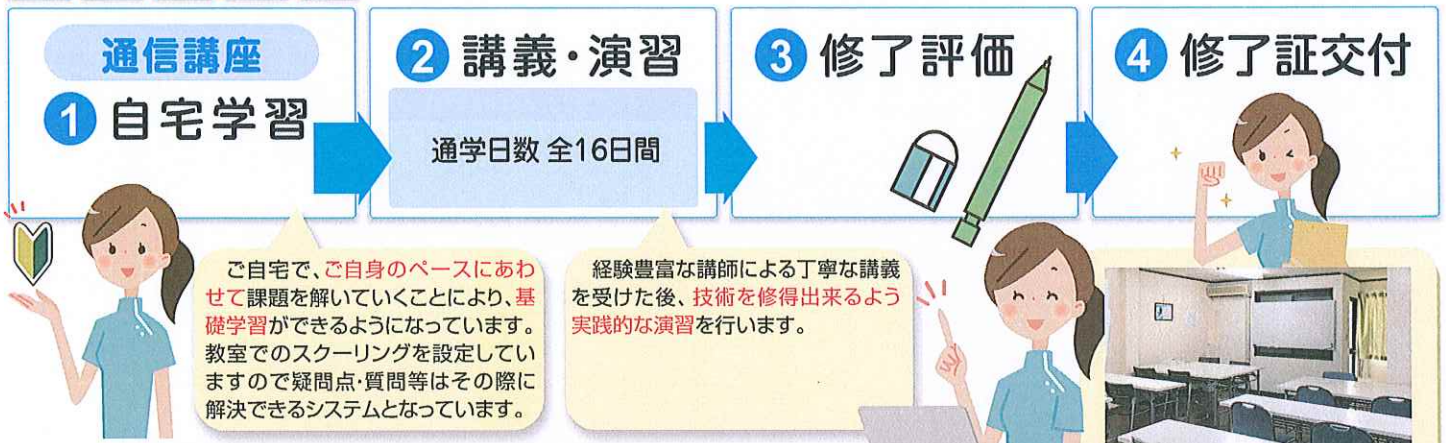 通信講座
1 自宅学習
2 講義・演習
通学日数 全16日間
3 修了評価
4 修了証交付
ご自宅で、ご自身のペースにあわ
せて課題を解いていくことにより、基
礎学習ができるようになっています。
教室でのスクーリングを設定してい
ますので疑問点・質問等はその際に
解決できるシステムとなっています。
経験豊富な講師による丁寧な講義
を受けた後、技術を修得出来るよう
実践的な演習を行います。